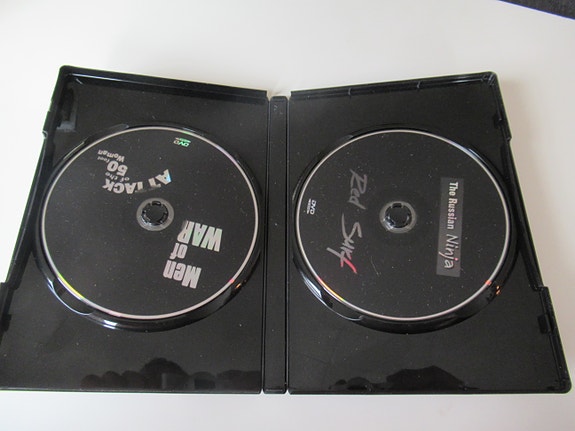 DVD
ATTACK
of the
50 Foot
Woman
Men
of
WAR
DVD
Red Surf
The Russian Ninja